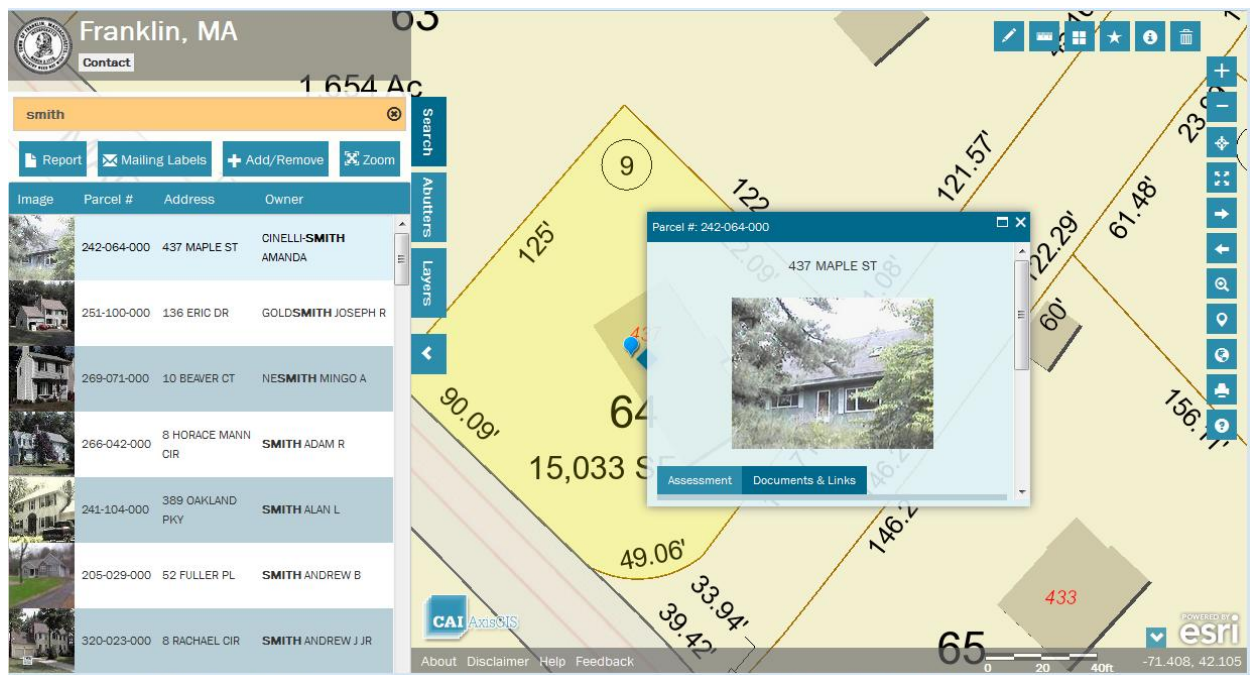 Franklin, MA
Contact
smith
Report
Mailing Labels
Add/Remove
Zoom
Image Parcel # Address Owner
242-064-000 437 MAPLE ST CINELLI-SMITH
AMANDA
251-100-000 136 ERIC DR GOLDSMITH JOSEPH R
269-071-000 10 BEAVER CT NESMITH MINGO A
266-042-000 8 HORACE MANN
CIR SMITH ADAM R
241-104-000 389 OAKLAND
PKY SMITH ALAN L
205-029-000 52 FULLER PL SMITH ANDREW B
320-023-000 8 RACHAEL CIR SMITH ANDREW J JR
Search
Abutters
Layers
63
1.654 Ac
9
125'
122
121.57'
61.48'
122.29'
60'
90.09'
64
15,033 SF
49.06'
33.94'
39.42'
65
433
Parcel #: 242-064-000
437 MAPLE ST
Assessment
Documents & Links
CAI AxisGIS
About Disclaimer Help Feedback
0 20 40ft
POWERED BY
esri
-71.408, 42.105